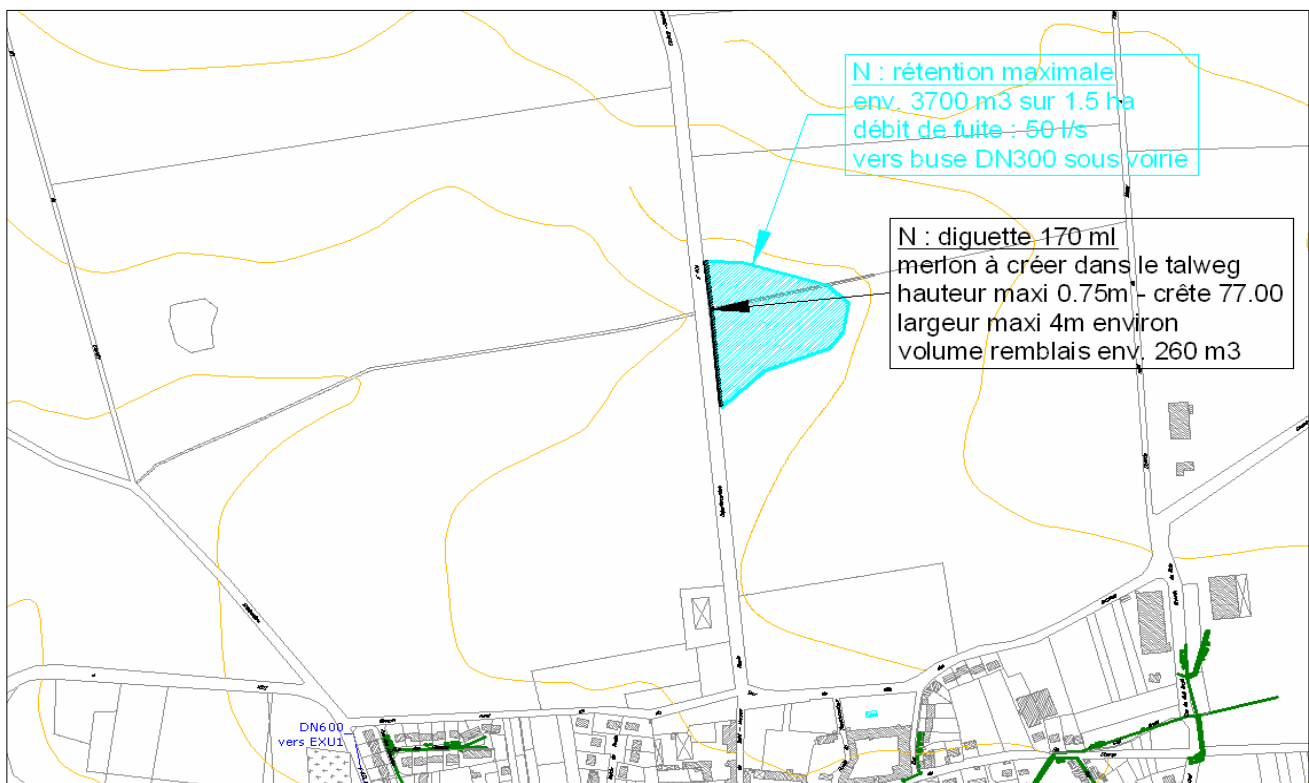 N : rétention maximale
env. 3700 m3 sur 1.5 ha
débit de fuite : 50 l/s
vers buse DN300 sous voirie
N : diguette 170 ml
merlon à créer dans le talweg
hauteur maxi 0.75m - crête 77.00
largeur maxi 4m environ
volume remblais env. 260 m3
DN600
vers EXU1